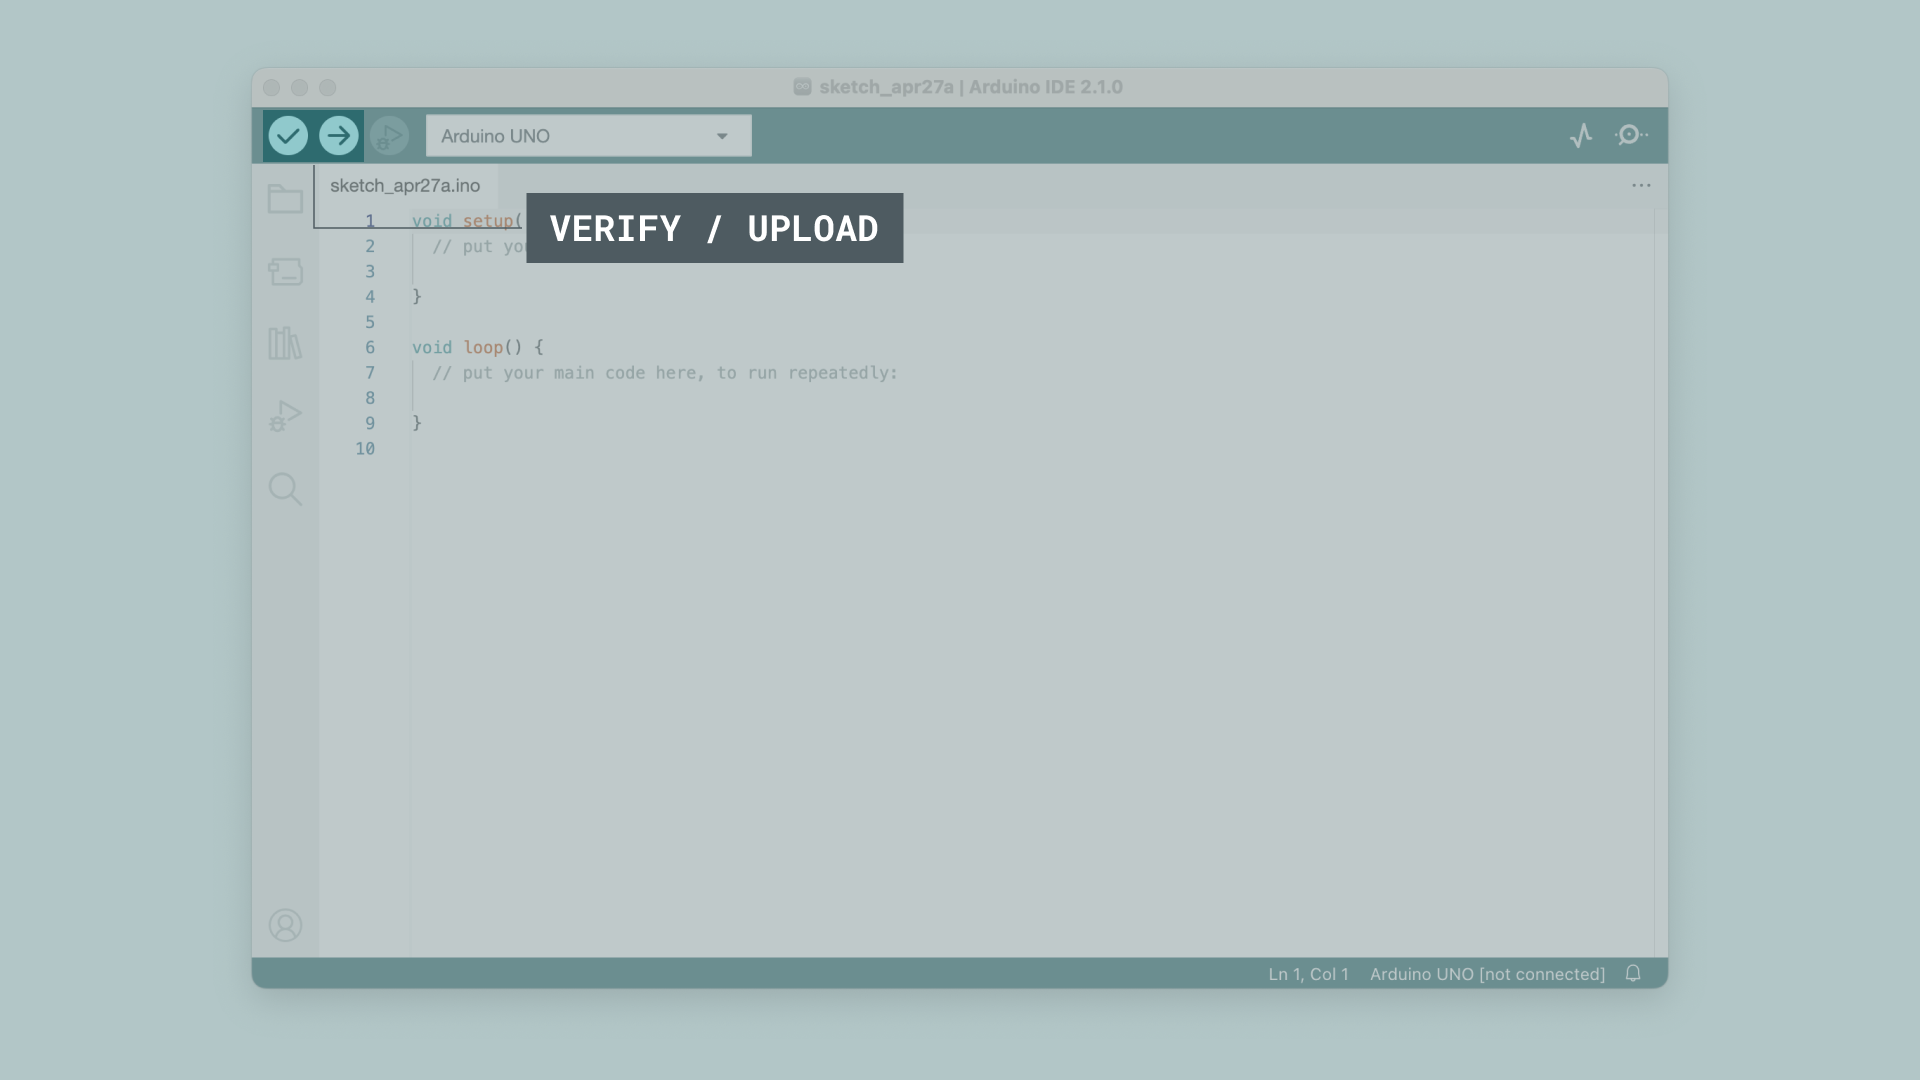 sketch_apr27a | Arduino IDE 2.1.0
Arduino UNO
sketch_apr27a.ino
VERIFY / UPLOAD
1 void setup(
2 // put you
3
4 }
5
6 void loop() {
7 // put your main code here, to run repeatedly:
8
9 }
10
Ln 1, Col 1 Arduino UNO [not connected]